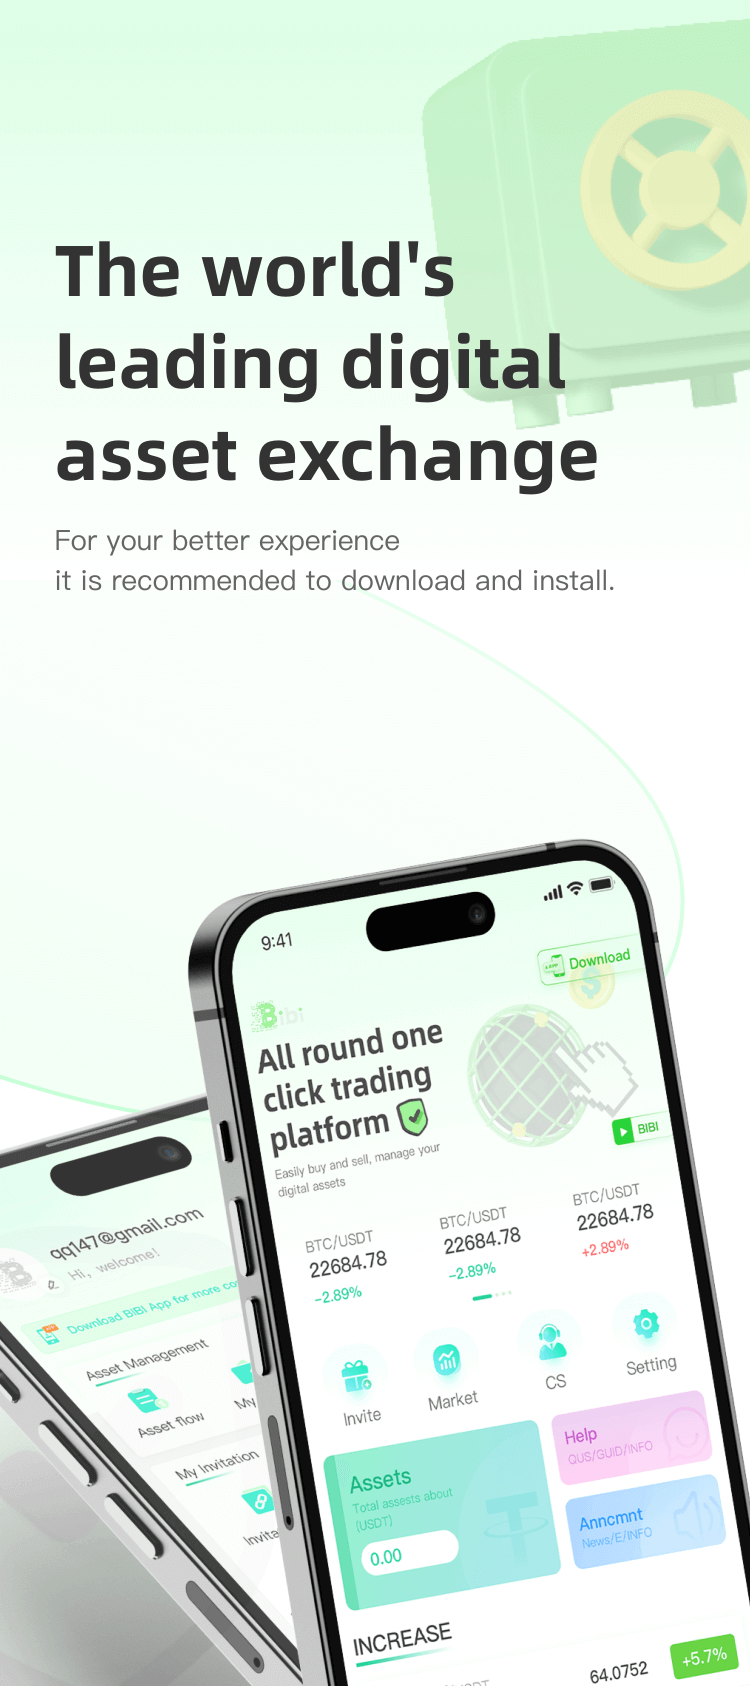 The world's
leading digital
asset exchange
For your better experience
it is recommended to download and install.
9:41
Download
Bibi
All round one
click trading
platform
Easily buy and sell, manage your
digital assets
BIBI
BTC/USDT
22684.78
-2.89%
BTC/USDT
22684.78
-2.89%
BTC/USDT
22684.78
+2.89%
Invite
Market
CS
Setting
Assets
Total assests about
(USDT)
0.00
Help
QUS/GUID/INFO
Anncmnt
News/E/INFO
INCREASE
64.0752
+5.7%
qq147@gmail.com
Hi, welcome!
Download BIBI App for more
Asset Management
Asset flow
My
My Invitation